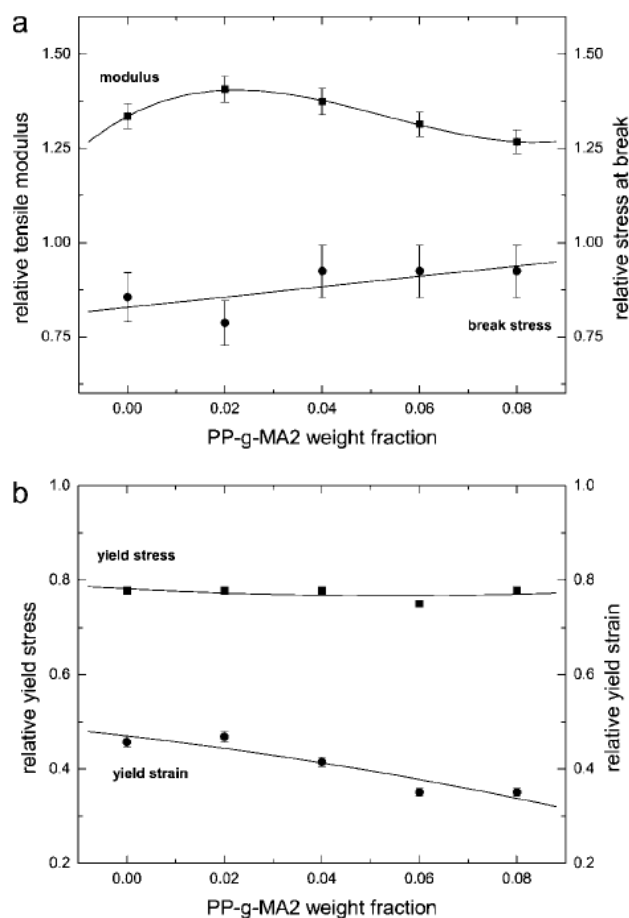 a
1.50
1.25
1.00
0.75
relative tensile modulus
modulus
break stress
1.50
1.25
1.00
0.75
relative stress at break
0.00 0.02 0.04 0.06 0.08
PP-g-MA2 weight fraction
b
1.0
0.8
0.6
0.4
0.2
relative yield stress
yield stress
yield strain
1.0
0.8
0.6
0.4
0.2
relative yield strain
0.00 0.02 0.04 0.06 0.08
PP-g-MA2 weight fraction